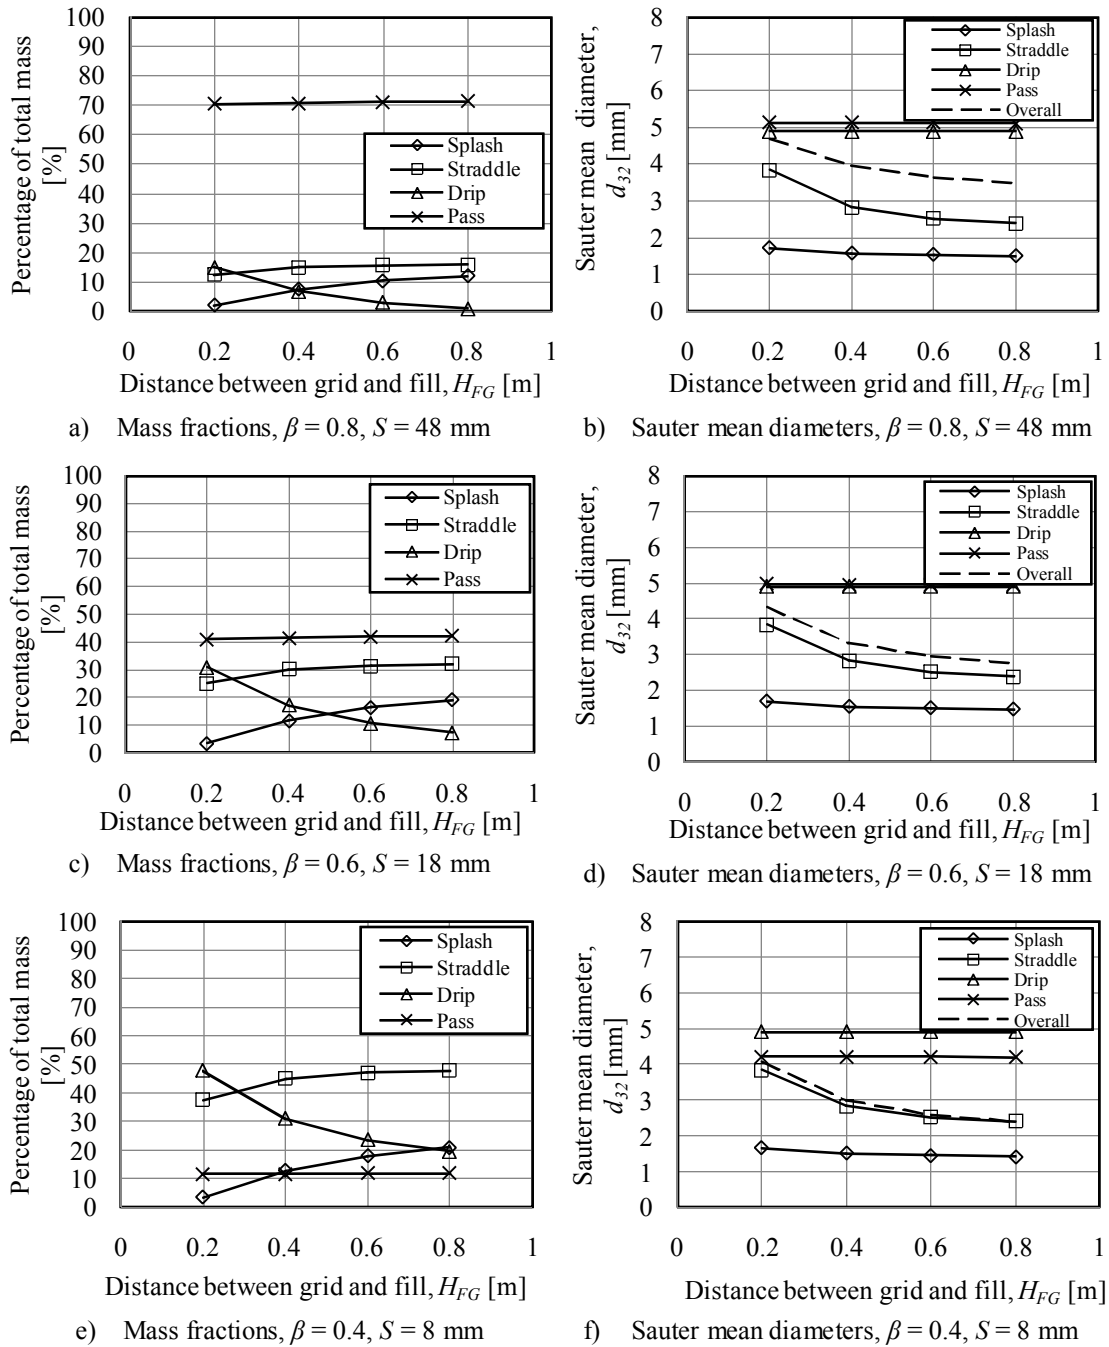 Percentage of total mass
[%]
100
90
80
70
60
50
40
30
20
10
0
0 0.2 0.4 0.6 0.8 1
Splash
Straddle
Drip
Pass
Distance between grid and fill, H_FG [m]
a) Mass fractions, β = 0.8, S = 48 mm
Sauter mean diameter,
d_32 [mm]
8
7
6
5
4
3
2
1
0
0 0.2 0.4 0.6 0.8 1
Splash
Straddle
Drip
Pass
Overall
Distance between grid and fill, H_FG [m]
b) Sauter mean diameters, β = 0.8, S = 48 mm
Percentage of total mass
[%]
100
90
80
70
60
50
40
30
20
10
0
0 0.2 0.4 0.6 0.8 1
Splash
Straddle
Drip
Pass
Distance between grid and fill, H_FG [m]
c) Mass fractions, β = 0.6, S = 18 mm
Sauter mean diameter,
d_32 [mm]
8
7
6
5
4
3
2
1
0
0 0.2 0.4 0.6 0.8 1
Splash
Straddle
Drip
Pass
Overall
Distance between grid and fill, H_FG [m]
d) Sauter mean diameters, β = 0.6, S = 18 mm
Percentage of total mass
[%]
100
90
80
70
60
50
40
30
20
10
0
0 0.2 0.4 0.6 0.8 1
Splash
Straddle
Drip
Pass
Distance between grid and fill, H_FG [m]
e) Mass fractions, β = 0.4, S = 8 mm
Sauter mean diameter,
d_32 [mm]
8
7
6
5
4
3
2
1
0
0 0.2 0.4 0.6 0.8 1
Splash
Straddle
Drip
Pass
Overall
Distance between grid and fill, H_FG [m]
f) Sauter mean diameters, β = 0.4, S = 8 mm